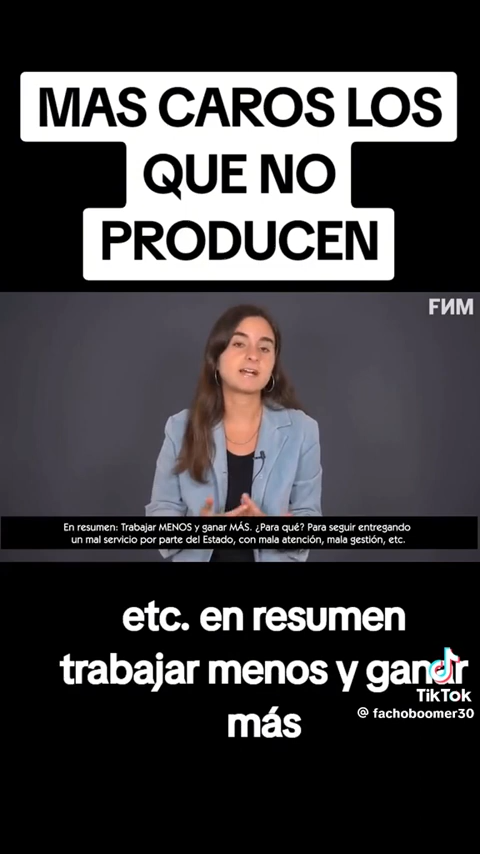 MAS CAROS LOS
QUE NO
PRODUCEN
FИM
En resumen: Trabajar MENOS y ganar MÁS. ¿Para qué? Para seguir entregando
un mal servicio por parte del Estado, con mala atención, mala gestión, etc.
etc. en resumen
trabajar menos y ganar
más
TikTok
@ fachoboomer30